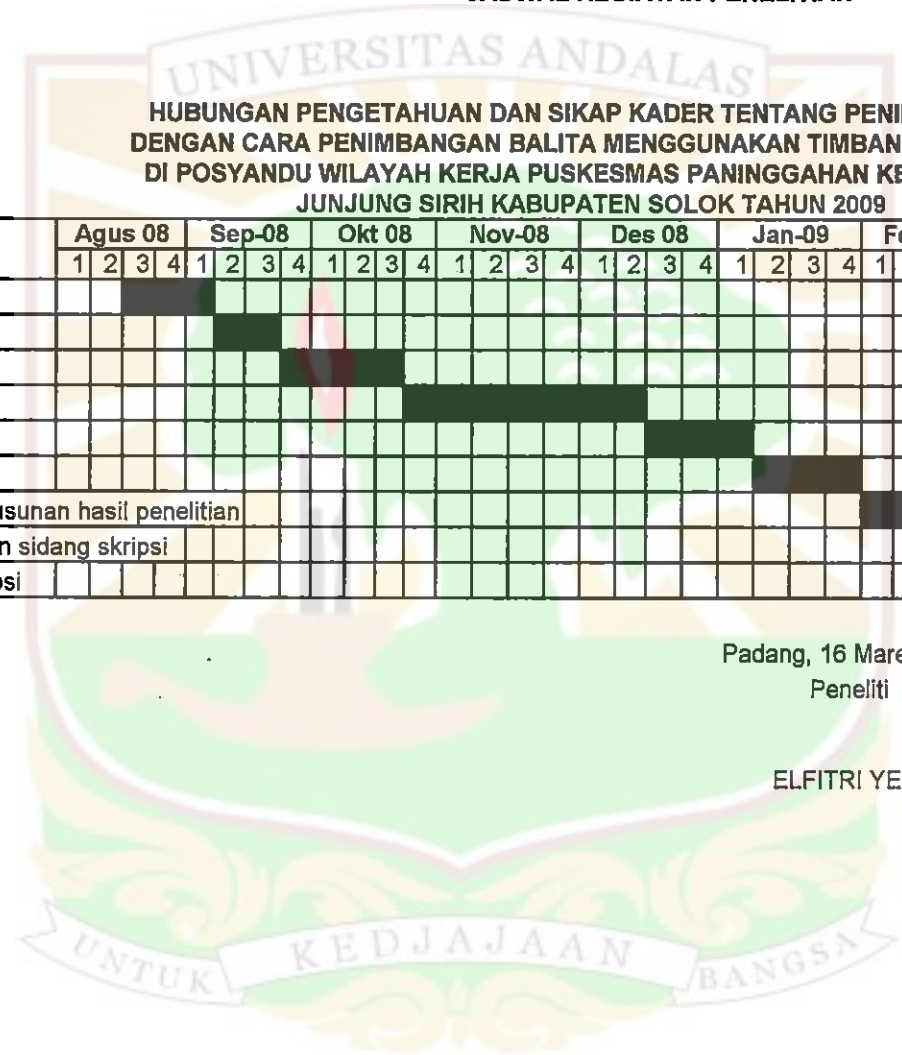 UNIVERSITAS ANDALAS
HUBUNGAN PENGETAHUAN DAN SIKAP KADER TENTANG PENI
DENGAN CARA PENIMBANGAN BALITA MENGGUNAKAN TIMBAN
DI POSYANDU WILAYAH KERJA PUSKESMAS PANINGGAHAN KE
JUNJUNG SIRIH KABUPATEN SOLOK TAHUN 2009
Agus 08 Sep-08 Okt 08 Nov-08 Des 08 Jan-09 Fe
1 2 3 4 1 2 3 4 1 2 3 4 1 2 3 4 1 2 3 4 1 2 3 4 1
sunan hasil penelitian
n sidang skripsi
osi
Padang, 16 Mare
Peneliti
ELFITRI YE
UNTUK KEDJAJAAN BANGSA